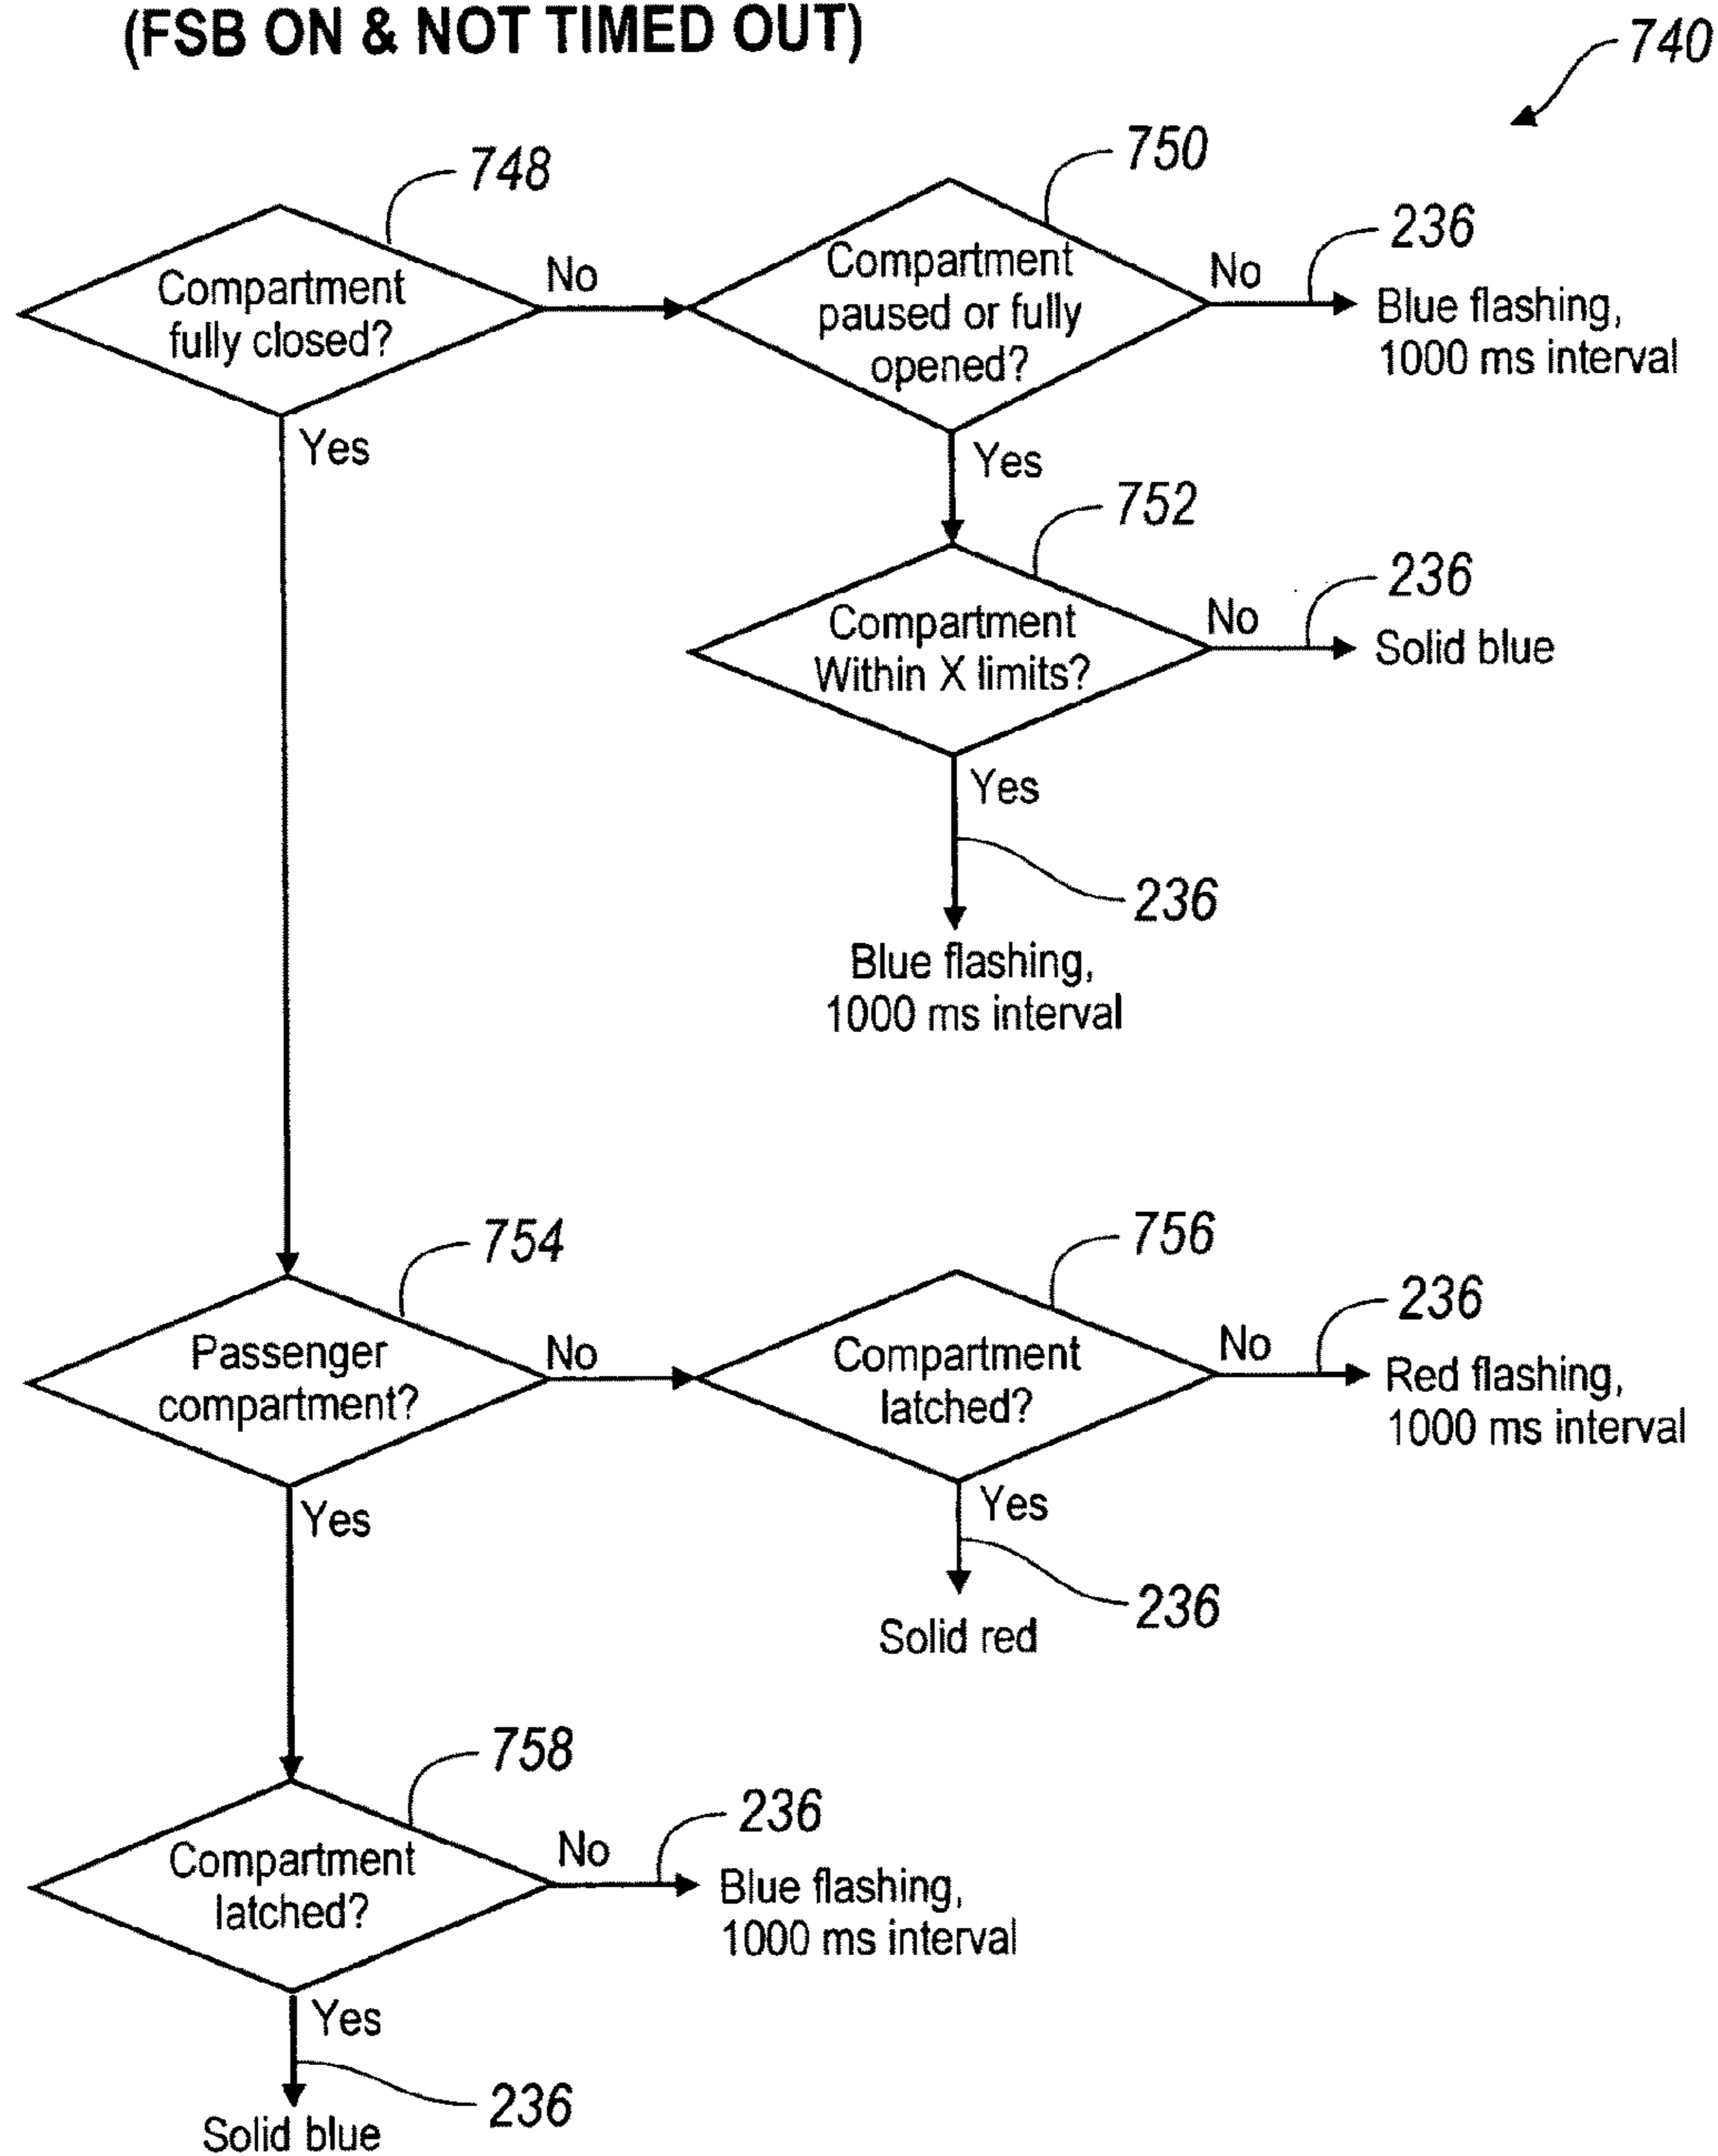 (FSB ON & NOT TIMED OUT)
740
748
750
Compartment
fully closed?
No
Compartment
paused or fully
opened?
No
236
Blue flashing,
1000 ms interval
Yes
Yes
752
Compartment
Within X limits?
No
236
Solid blue
Yes
236
Blue flashing,
1000 ms interval
754
Passenger
compartment?
No
756
Compartment
latched?
No
236
Red flashing,
1000 ms interval
Yes
Yes
236
Solid red
758
Compartment
latched?
No
236
Blue flashing,
1000 ms interval
Yes
236
Solid blue